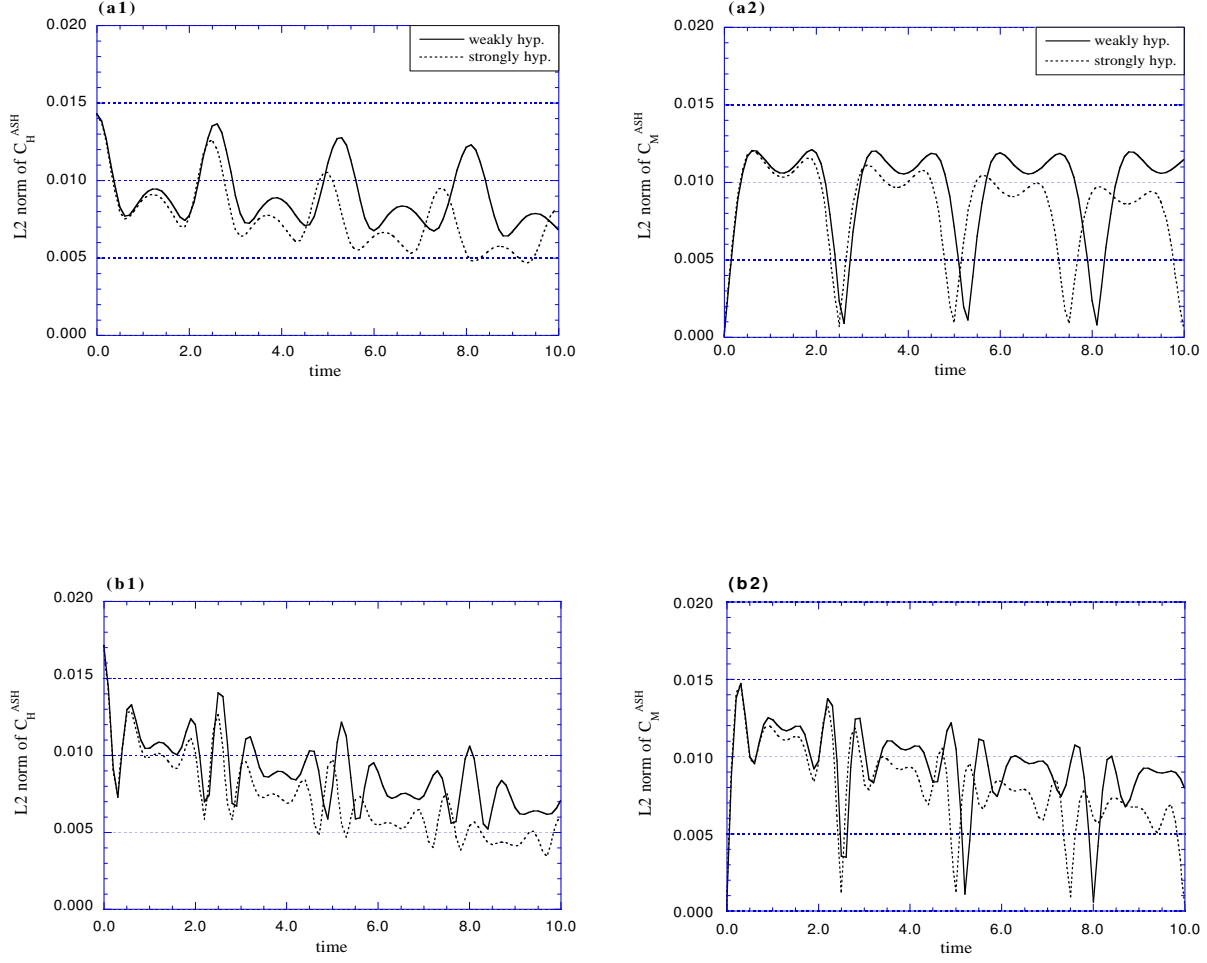 (a1)
0.020
0.015
0.010
0.005
0.000
L2 norm of C_H^ASH
weakly hyp.
strongly hyp.
0.0 2.0 4.0 6.0 8.0 10.0
time
(a2)
0.020
0.015
0.010
0.005
0.000
L2 norm of C_M^ASH
weakly hyp.
strongly hyp.
0.0 2.0 4.0 6.0 8.0 10.0
time
(b1)
0.020
0.015
0.010
0.005
0.000
L2 norm of C_H^ASH
0.0 2.0 4.0 6.0 8.0 10.0
time
(b2)
0.020
0.015
0.010
0.005
0.000
L2 norm of C_M^ASH
0.0 2.0 4.0 6.0 8.0 10.0
time